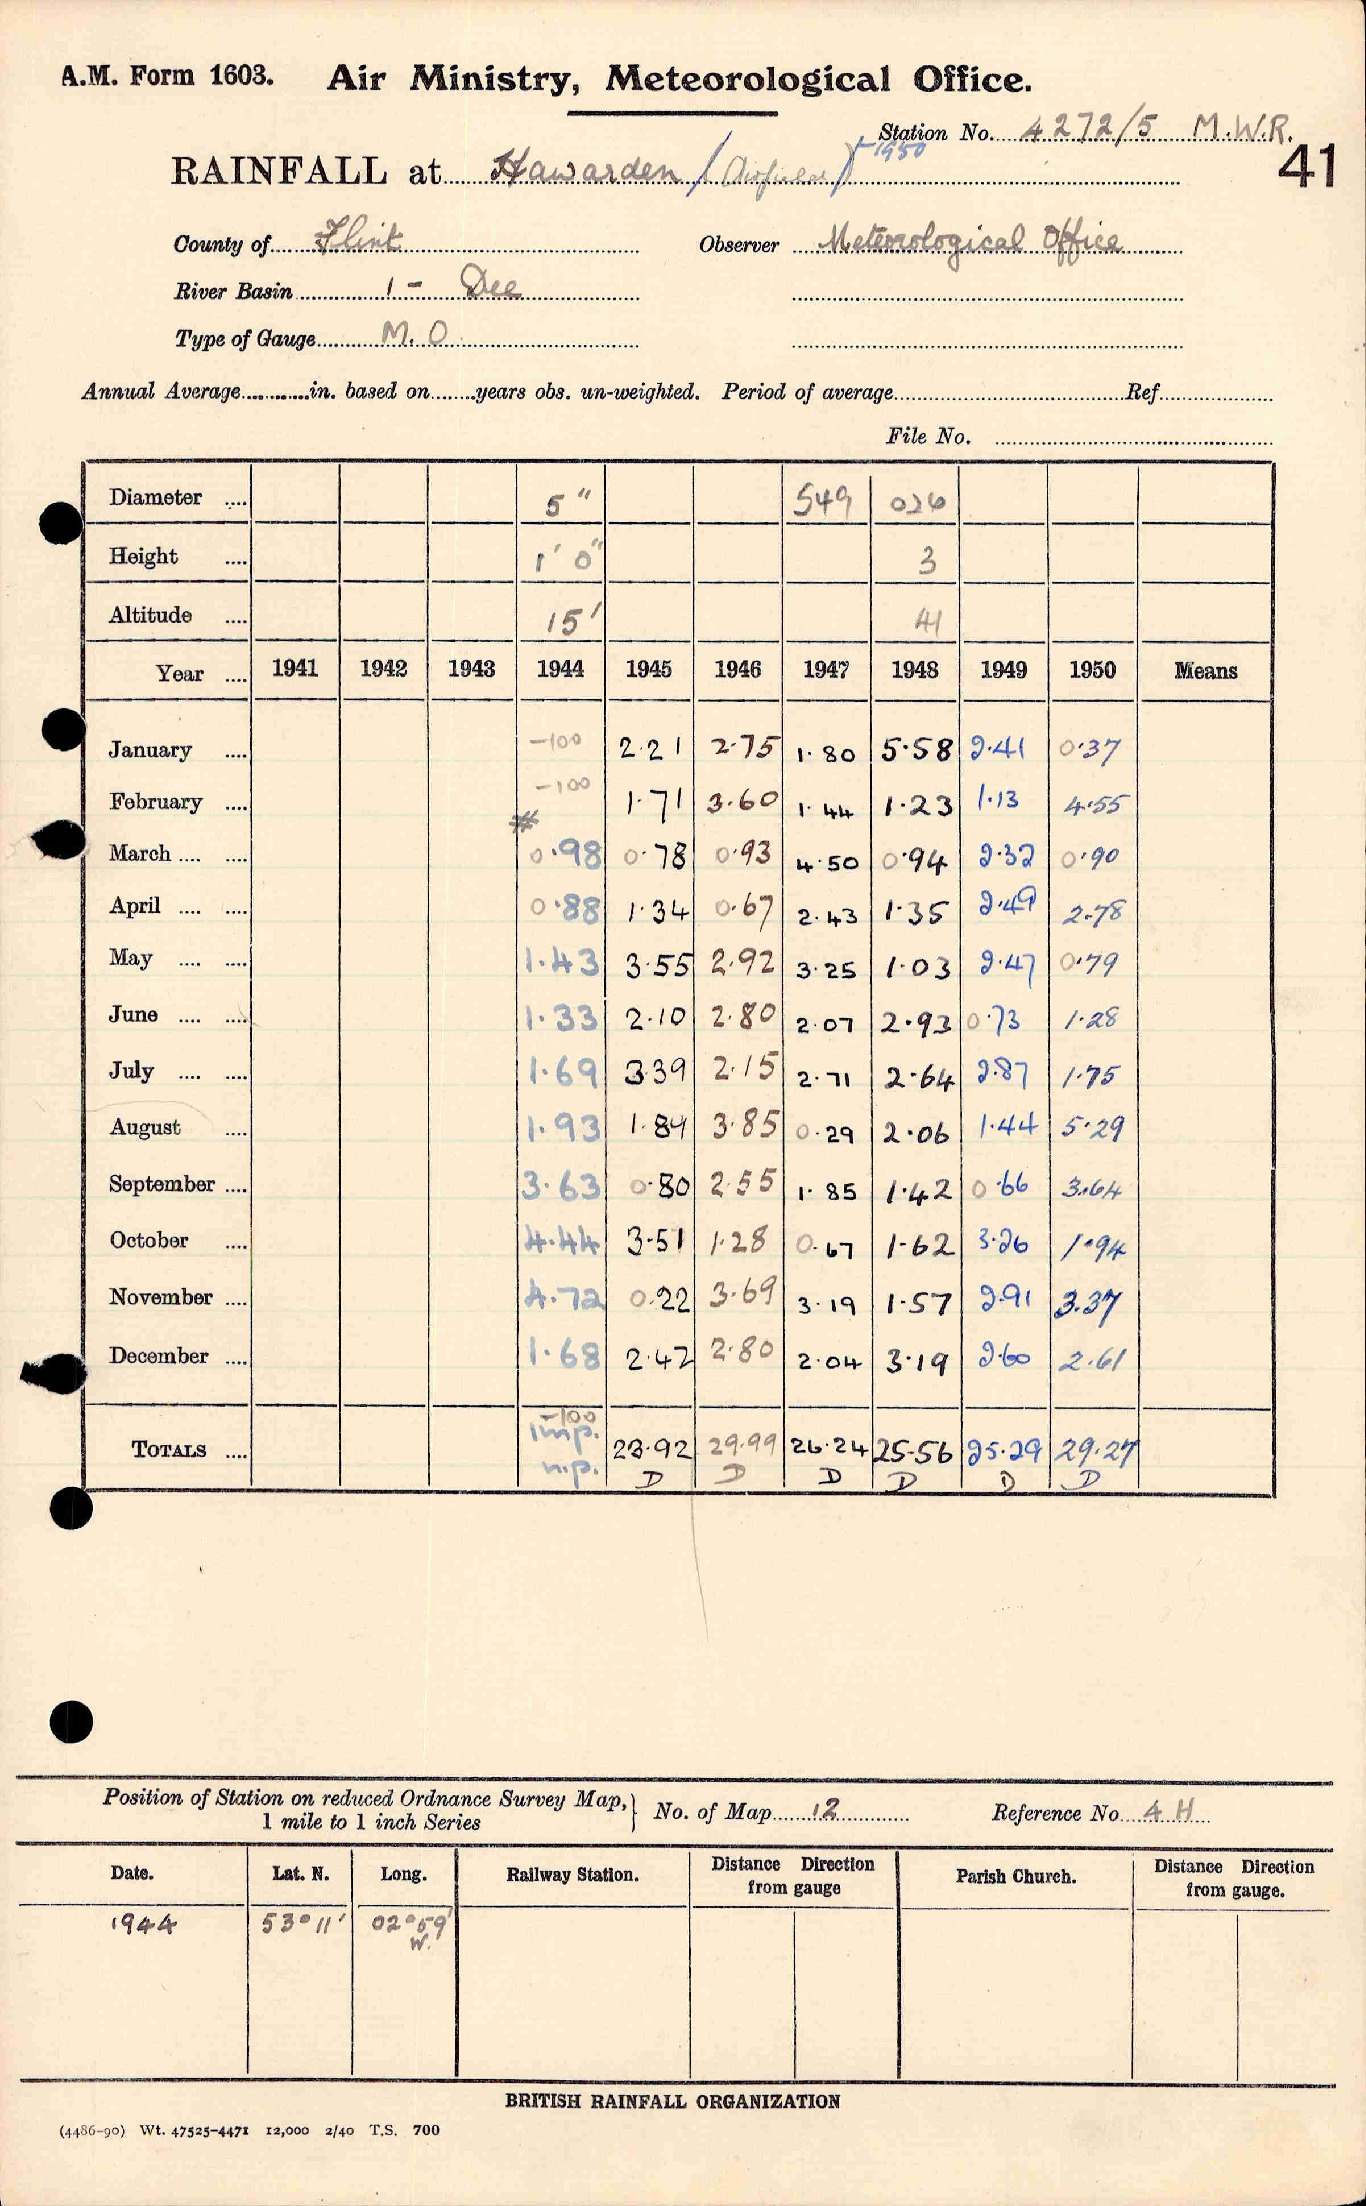 A.M. Form 1603. Air Ministry, Meteorological Office.
Station No. 4272/5 M.W.R.
41
RAINFALL at Hawarden (Airfield) 1950
County of Flint Observer Meteorological Office
River Basin 1 - Dee
Type of Gauge M.O
Annual Average in. based on years obs. un-weighted. Period of average Ref.
File No.
Diameter 5" 549 026
Height 1' 0" 3
Altitude 15' 41
Year 1941 1942 1943 1944 1945 1946 1947 1948 1949 1950 Means
January -100 2.21 2.75 1.80 5.58 2.41 0.37
February -100 1.71 3.60 1.44 1.23 1.13 4.55
#
March 0.98 0.78 0.93 4.50 0.94 2.32 0.90
April 0.88 1.34 0.67 2.43 1.35 2.49 2.78
May 1.43 3.55 2.92 3.25 1.03 2.47 0.79
June 1.33 2.10 2.80 2.07 2.93 0.73 1.28
July 1.69 3.39 2.15 2.71 2.64 2.87 1.75
August 1.93 1.84 3.85 0.29 2.06 1.44 5.29
September 3.63 0.80 2.55 1.85 1.42 0.66 3.64
October 4.44 3.51 1.28 0.67 1.62 3.26 1.94
November 4.72 0.22 3.69 3.19 1.57 2.91 3.37
December 1.68 2.42 2.80 2.04 3.19 2.60 2.61
-100
TOTALS imp. 23.92 29.99 26.24 25.56 25.29 29.27
n.p. D D D D D D
Position of Station on reduced Ordnance Survey Map, 1 mile to 1 inch Series No. of Map 12 Reference No. 4 H
Date. Lat. N. Long. Railway Station. Distance Direction from gauge Parish Church. Distance Direction from gauge.
1944 53° 11' 02° 59' W.
BRITISH RAINFALL ORGANIZATION
(4486-90) Wt. 47525-4471 12,000 2/40 T.S. 700